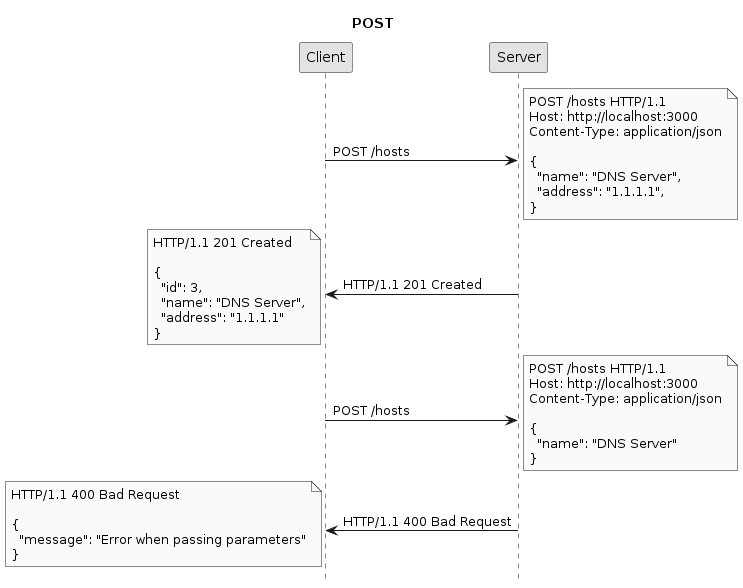 POST
Client
Server
POST /hosts HTTP/1.1
Host: http://localhost:3000
Content-Type: application/json
{
"name": "DNS Server",
"address": "1.1.1.1",
}
POST /hosts
HTTP/1.1 201 Created
{
"id": 3,
"name": "DNS Server",
"address": "1.1.1.1"
}
HTTP/1.1 201 Created
POST /hosts HTTP/1.1
Host: http://localhost:3000
Content-Type: application/json
{
"name": "DNS Server"
}
POST /hosts
HTTP/1.1 400 Bad Request
{
"message": "Error when passing parameters"
}
HTTP/1.1 400 Bad Request